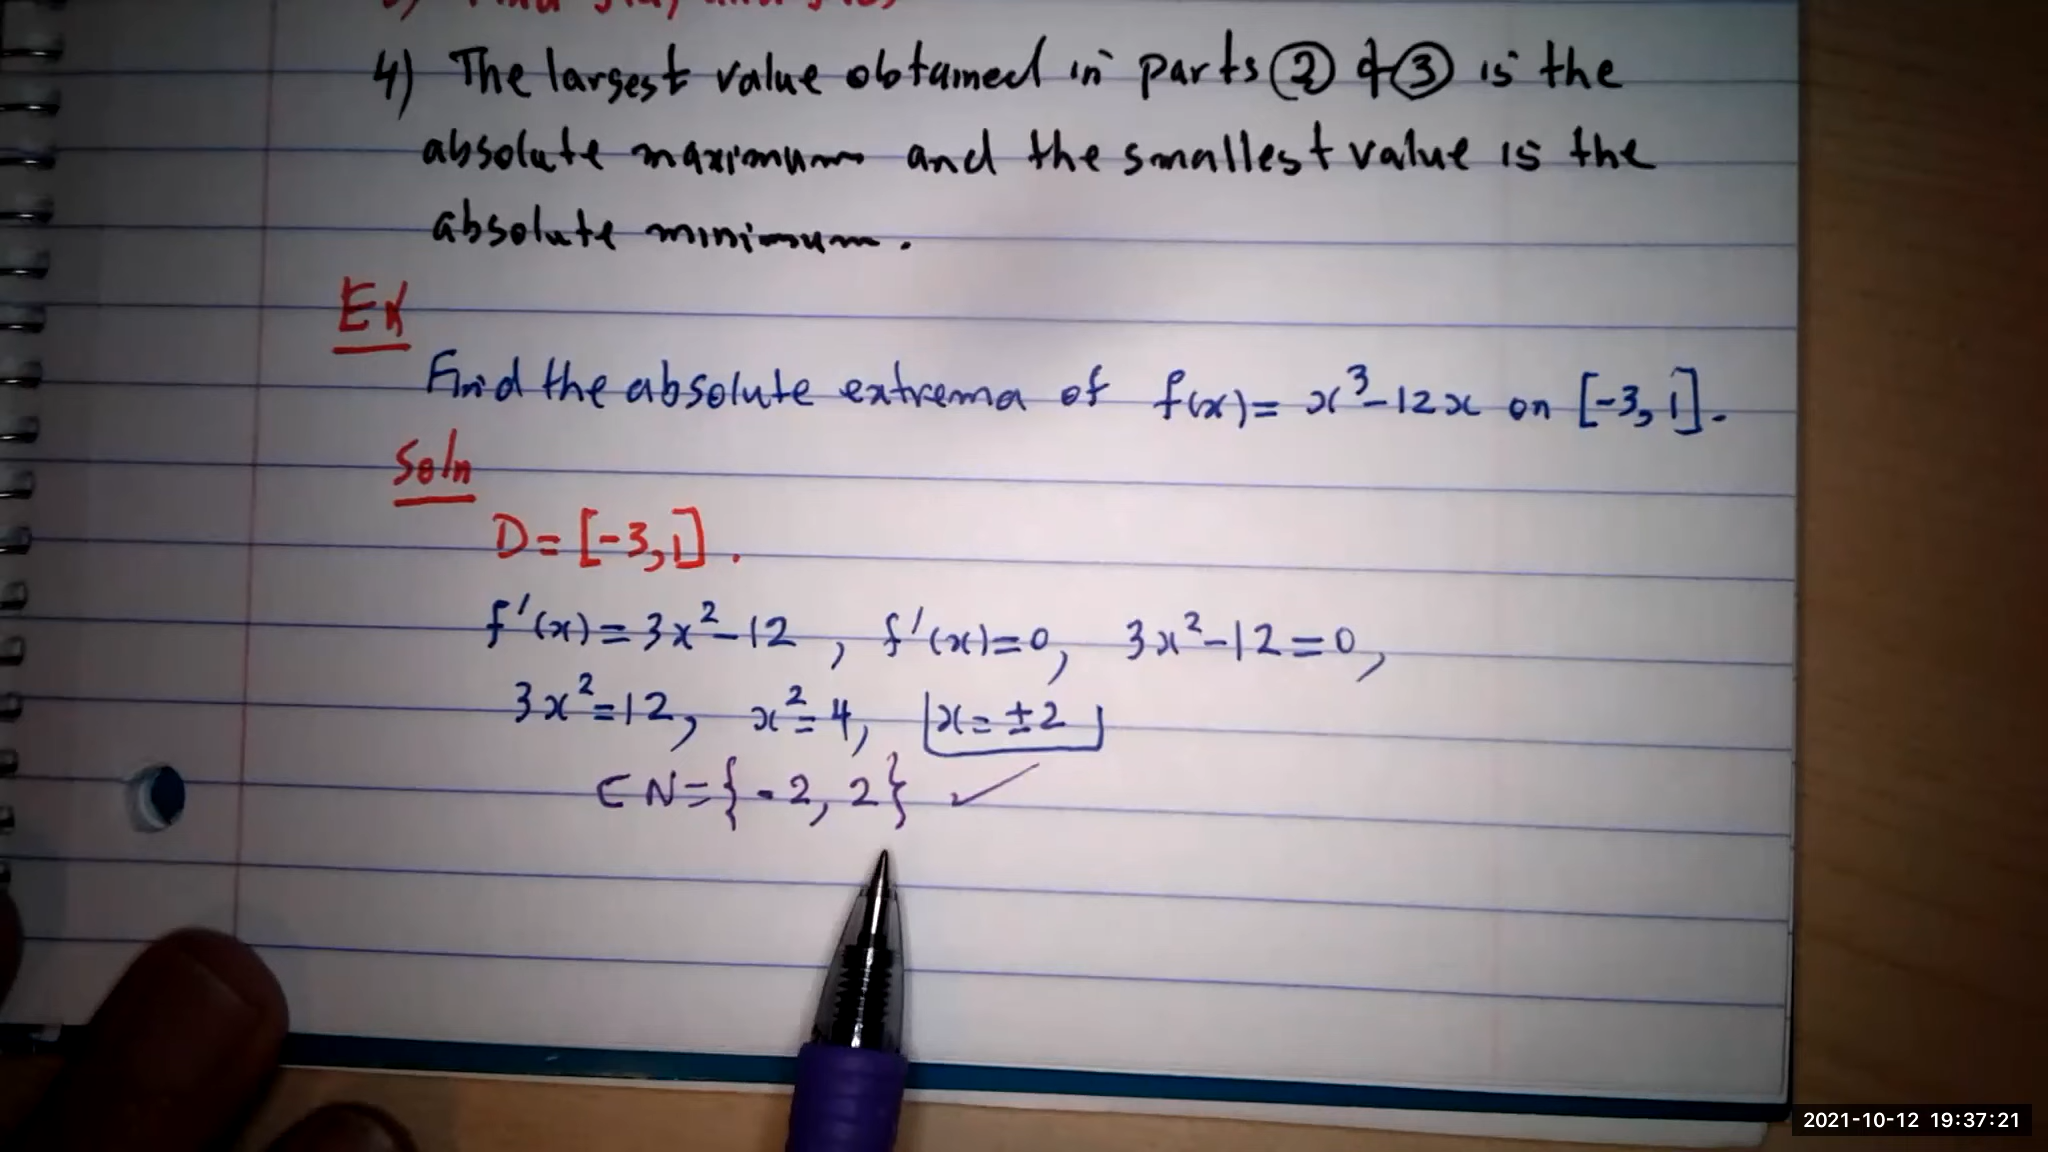 4) The largest value obtained in parts ② & ③ is the
absolute maximum and the smallest value is the
absolute minimum.
Ex
Find the absolute extrema of f(x) = x³ - 12x on [-3, 1].
Soln
D = [-3, 1].
f'(x) = 3x² - 12 , f'(x) = 0, 3x² - 12 = 0,
3x² = 12, x² = 4, x = ±2
CN = {-2, 2} ✓
2021-10-12 19:37:21